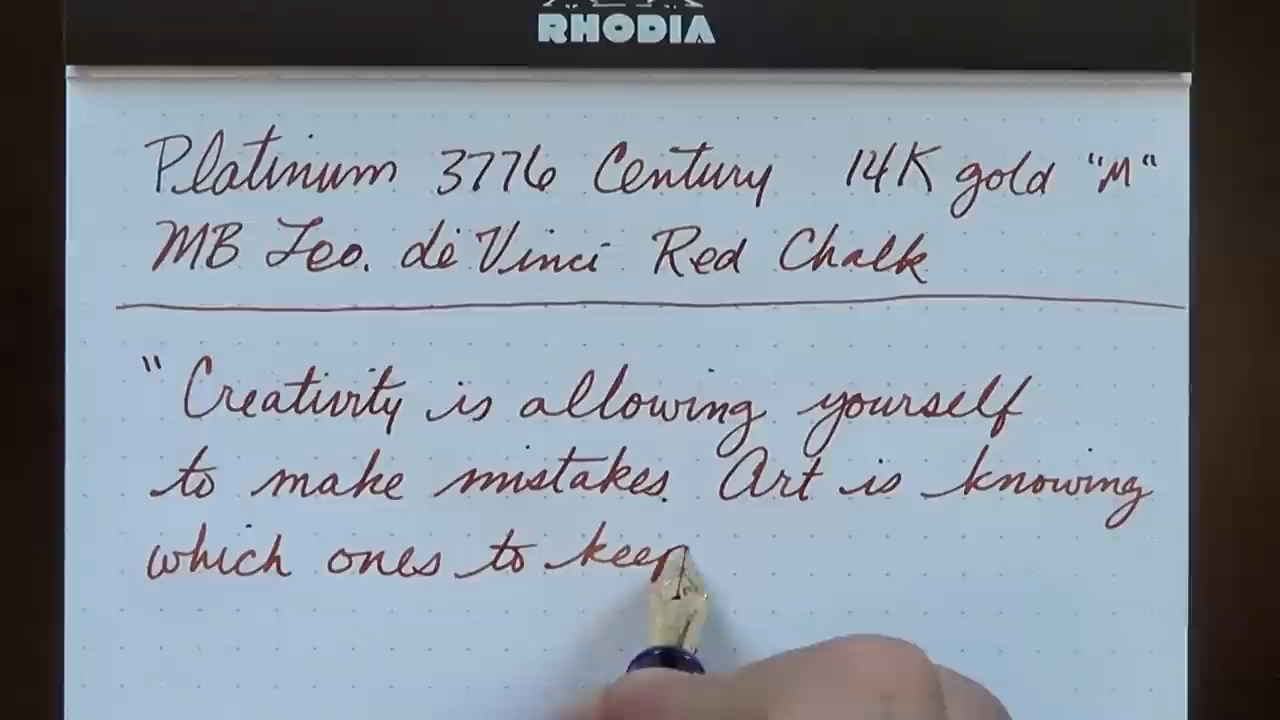 RHODIA
Platinum 3776 Century 14K gold "M"
MB Leo. de Vinci Red Chalk
"Creativity is allowing yourself
to make mistakes. Art is knowing
which ones to keep